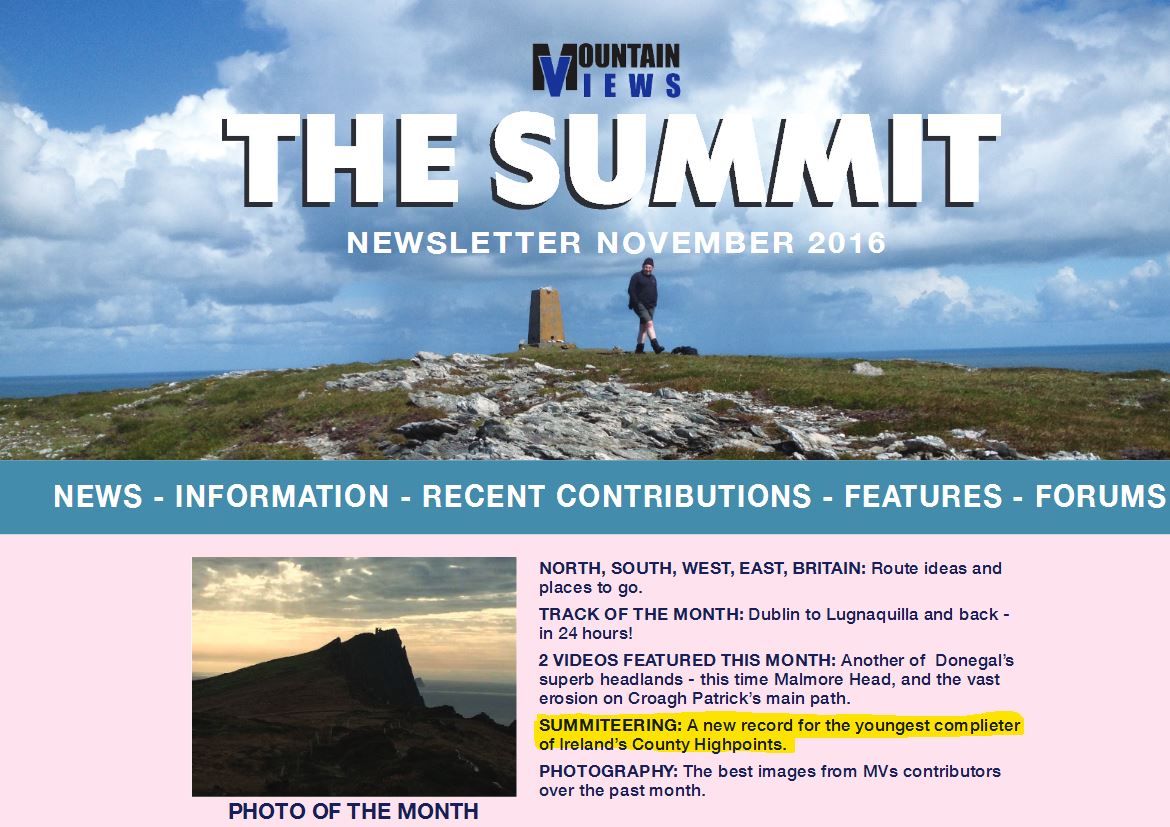 MOUNTAIN
VIEWS
THE SUMMIT
NEWSLETTER NOVEMBER 2016
NEWS - INFORMATION - RECENT CONTRIBUTIONS - FEATURES - FORUMS
NORTH, SOUTH, WEST, EAST, BRITAIN: Route ideas and
places to go.
TRACK OF THE MONTH: Dublin to Lugnaquilla and back -
in 24 hours!
2 VIDEOS FEATURED THIS MONTH: Another of  Donegal's
superb headlands - this time Malmore Head, and the vast
erosion on Croagh Patrick's main path.
SUMMITEERING: A new record for the youngest complieter
of Ireland's County Highpoints.
PHOTOGRAPHY: The best images from MVs contributors
over the past month.
PHOTO OF THE MONTH